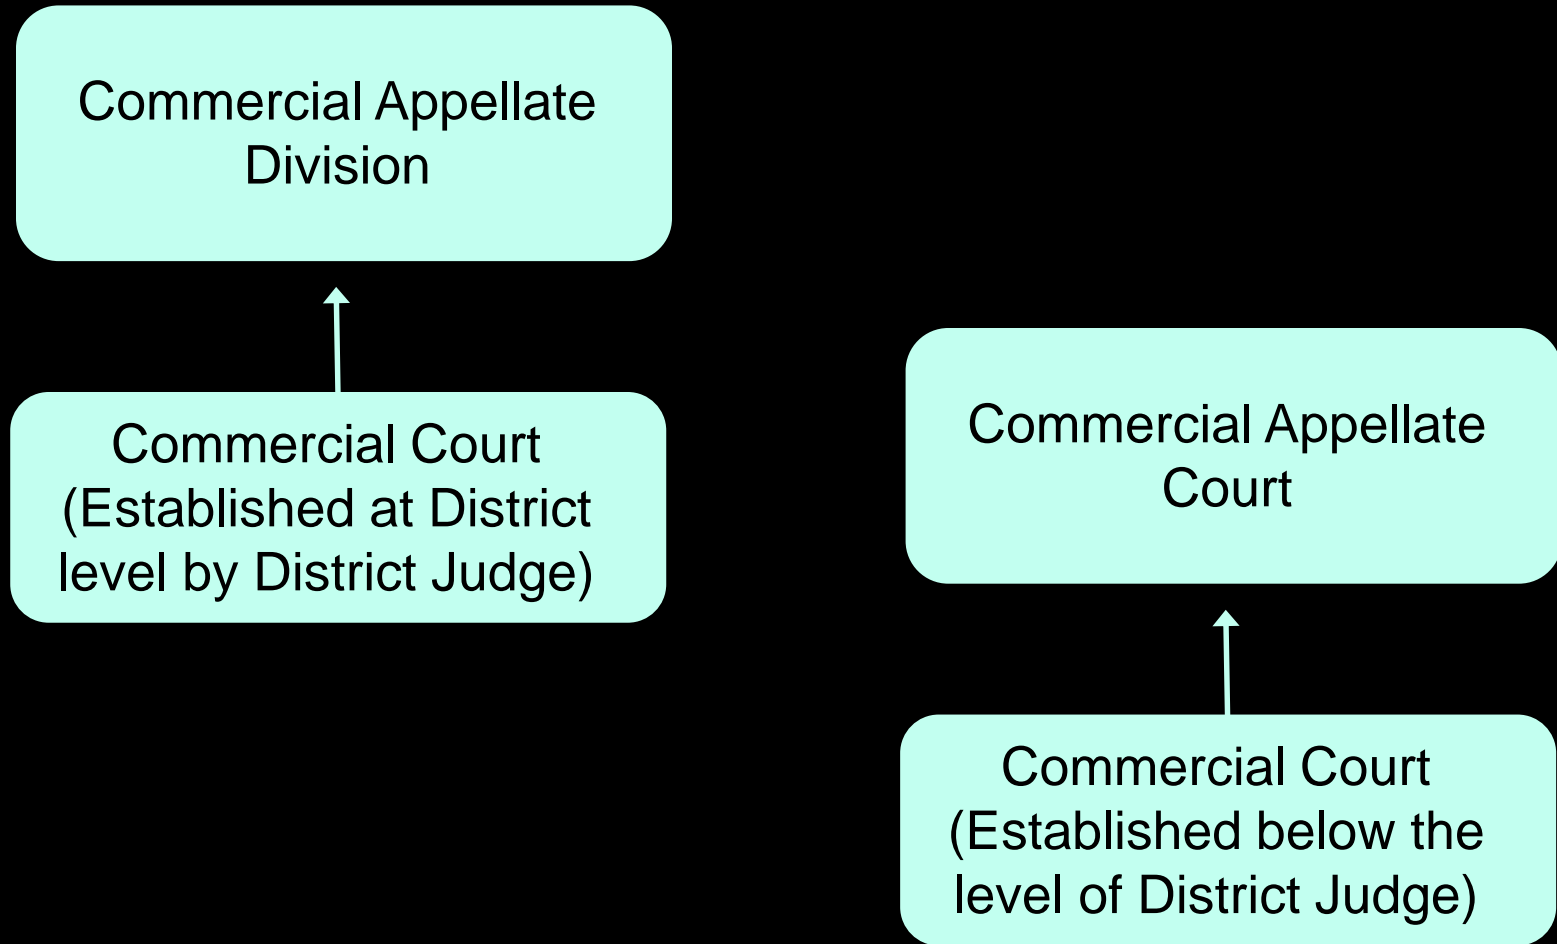 Commercial Appellate
Division
Commercial Court
(Established at District
level by District Judge)
Commercial Appellate
Court
Commercial Court
(Established below the
level of District Judge)